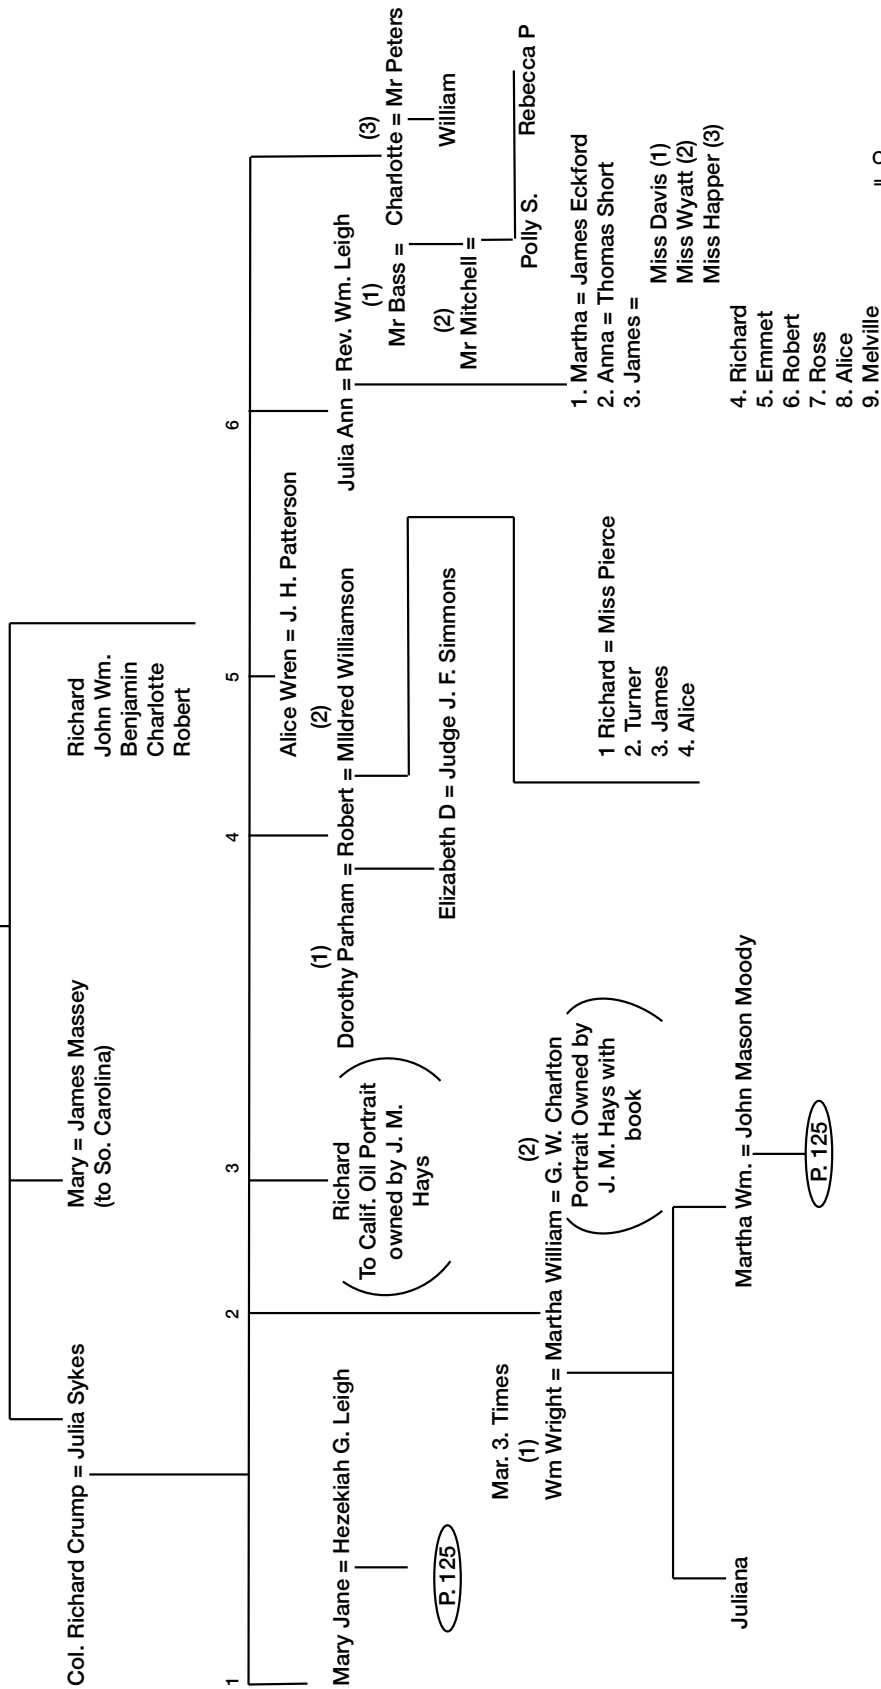 Col. Richard Crump = Julia Sykes
Mary = James Massey
(to So. Carolina)
Richard
John Wm.
Benjamin
Charlotte
Robert
1
2
3
4
5
6
Mary Jane = Hezekiah G. Leigh
P. 125
Mar. 3. Times
(1)
(2)
Wm Wright = Martha William = G. W. Charlton
Portrait Owned by
J. M. Hays with
book
Juliana
Martha Wm. = John Mason Moody
P. 125
Richard
To Calif. Oil Portrait
owned by J. M.
Hays
(1)
(2)
Dorothy Parham = Robert = MIldred Williamson
Elizabeth D = Judge J. F. Simmons
1 Richard = Miss Pierce
2. Turner
3. James
4. Alice
Alice Wren = J. H. Patterson
Julia Ann = Rev. Wm. Leigh
1. Martha = James Eckford
2. Anna = Thomas Short
3. James =
Miss Davis (1)
Miss Wyatt (2)
Miss Happer (3)
4. Richard
5. Emmet
6. Robert
7. Ross
8. Alice
9. Melville
=
(1)
(3)
Mr Bass = Charlotte = Mr Peters
William
(2)
Mr Mitchell =
Polly S. Rebecca P